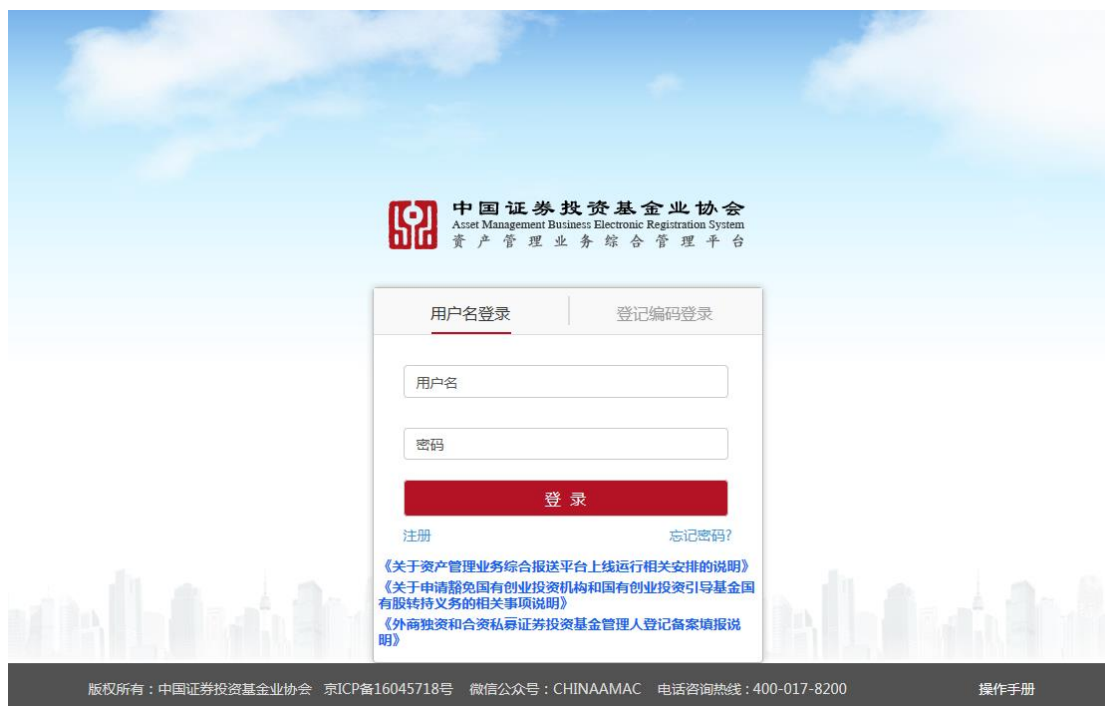 中国证券投资基金业协会
Asset Management Business Electronic Registration System
资产管理业务综合管理平台
用户名登录 登记编码登录
用户名
密码
登 录
注册 忘记密码?
《关于资产管理业务综合报送平台上线运行相关安排的说明》
《关于申请豁免国有创业投资机构和国有创业投资引导基金国
有股转持义务的相关事项说明》
《外商独资和合资私募证券投资基金管理人登记备案填报说
明》
版权所有：中国证券投资基金业协会 京ICP备16045718号 微信公众号：CHINAAMAC 电话咨询热线：400-017-8200 操作手册